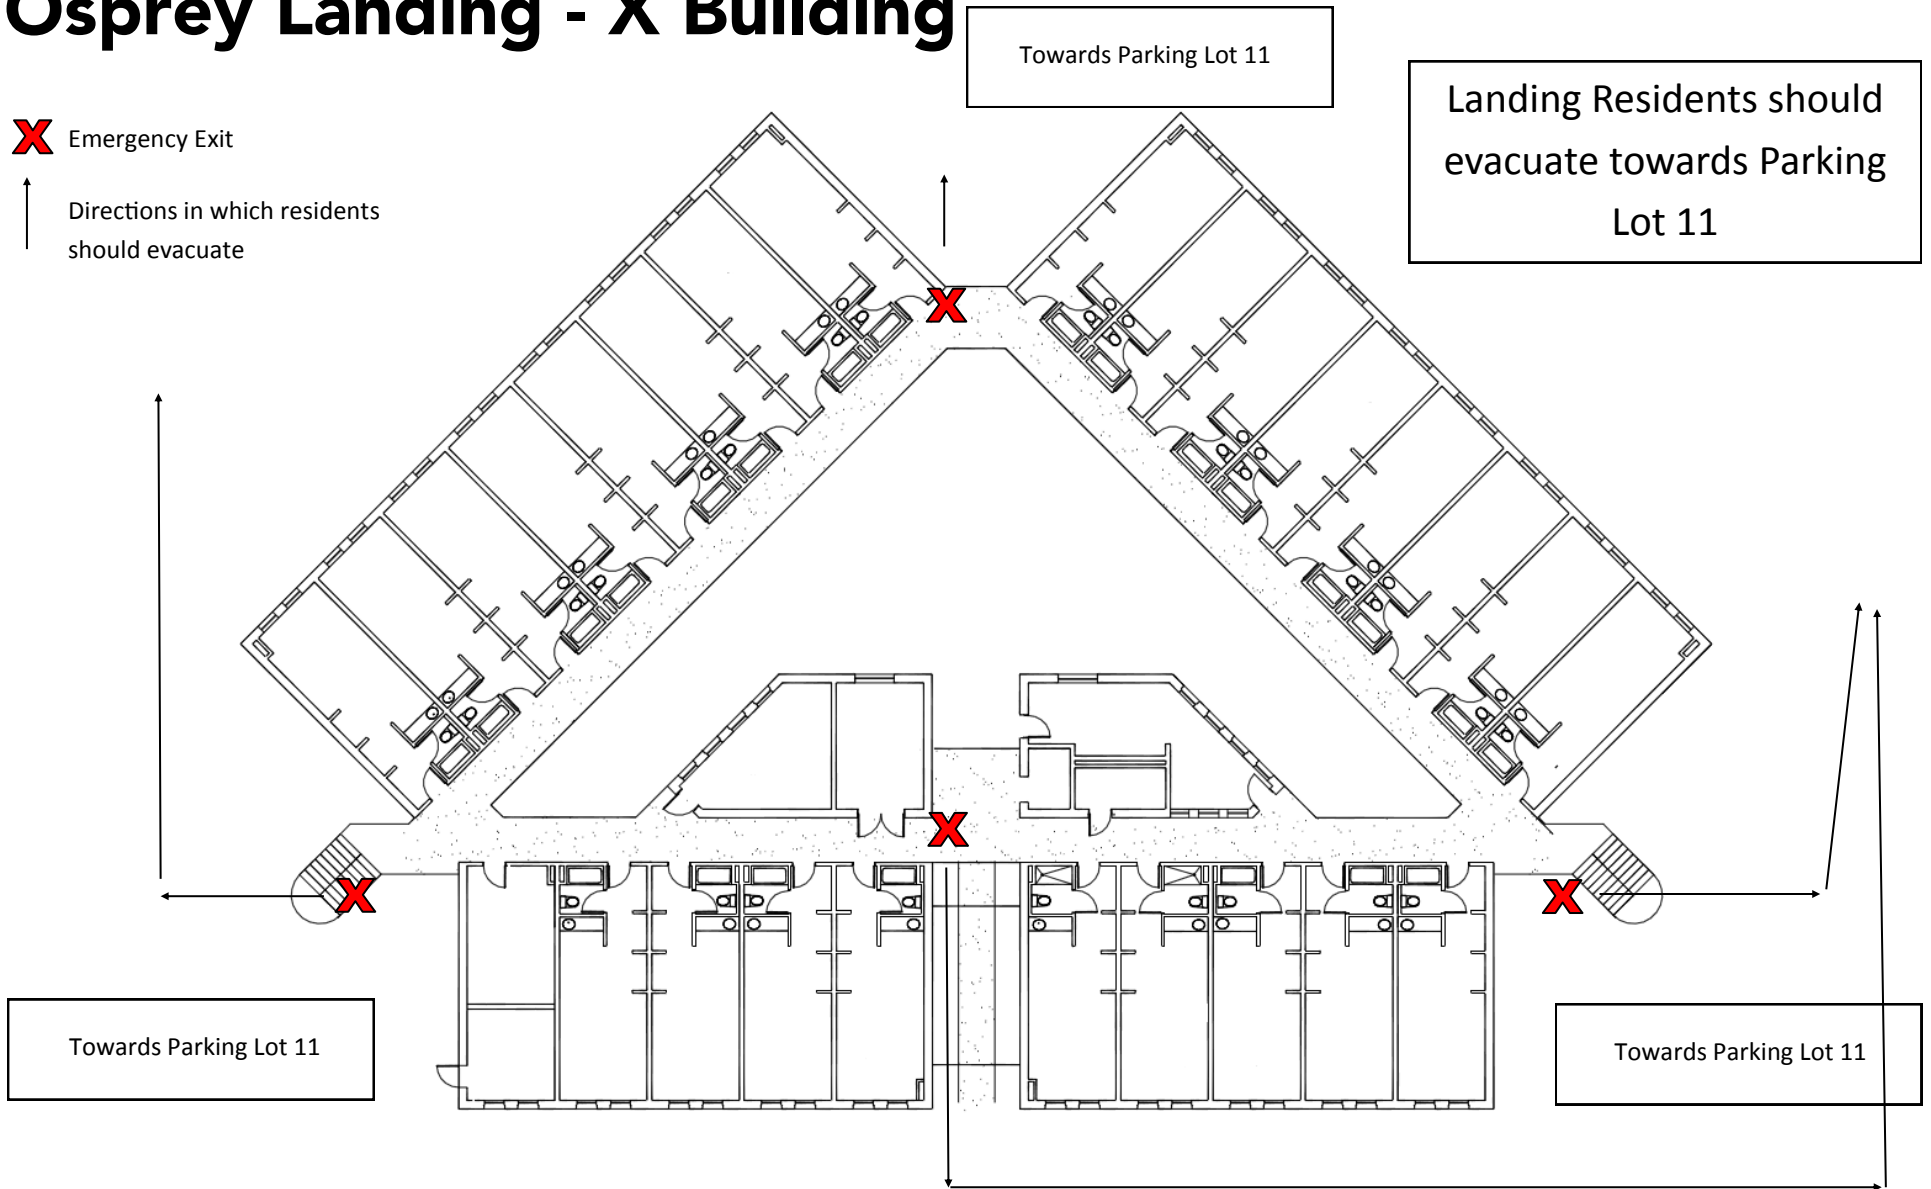 Osprey Landing - X Building
Towards Parking Lot 11
Landing Residents should
evacuate towards Parking
Lot 11
Emergency Exit
Directions in which residents
should evacuate
Towards Parking Lot 11
Towards Parking Lot 11